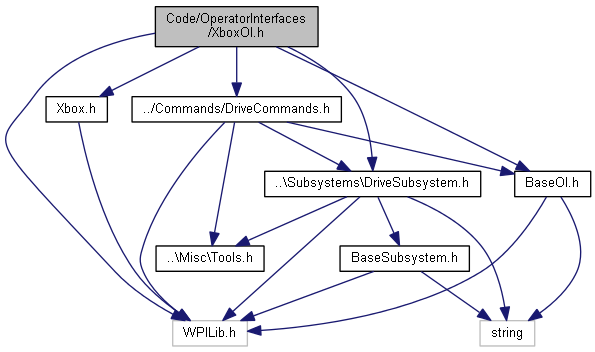 Code/OperatorInterfaces
/XboxOI.h
Xbox.h
../Commands/DriveCommands.h
..\Subsystems\DriveSubsystem.h
BaseOI.h
..\Misc\Tools.h
BaseSubsystem.h
WPILib.h
string